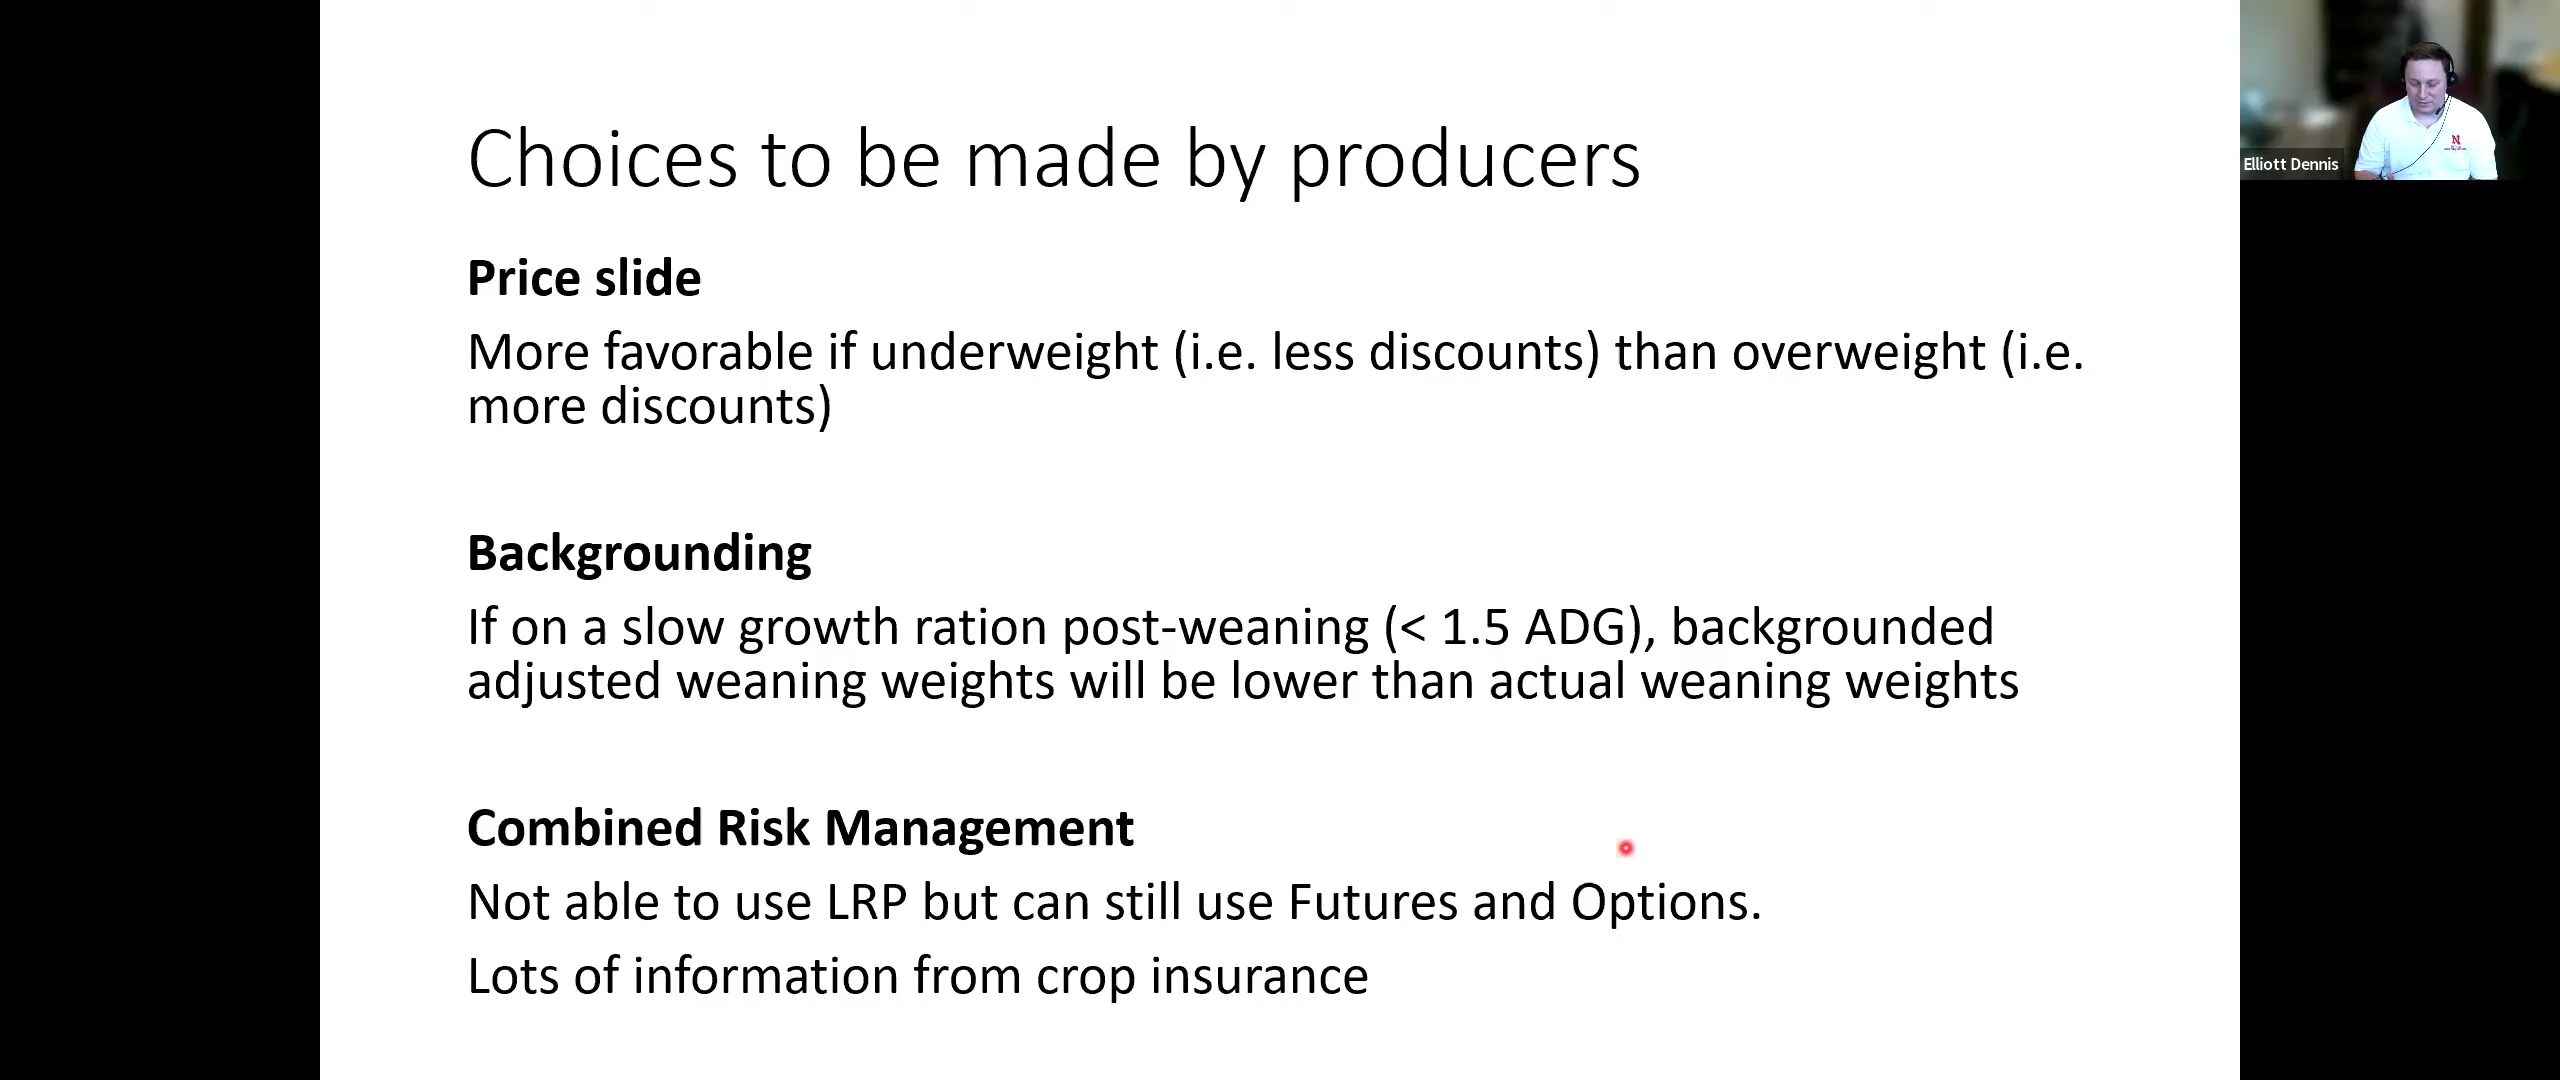 Choices to be made by producers
Price slide
More favorable if underweight (i.e. less discounts) than overweight (i.e.
more discounts)
Backgrounding
If on a slow growth ration post-weaning (< 1.5 ADG), backgrounded
adjusted weaning weights will be lower than actual weaning weights
Combined Risk Management
Not able to use LRP but can still use Futures and Options.
Lots of information from crop insurance
Elliott Dennis
N